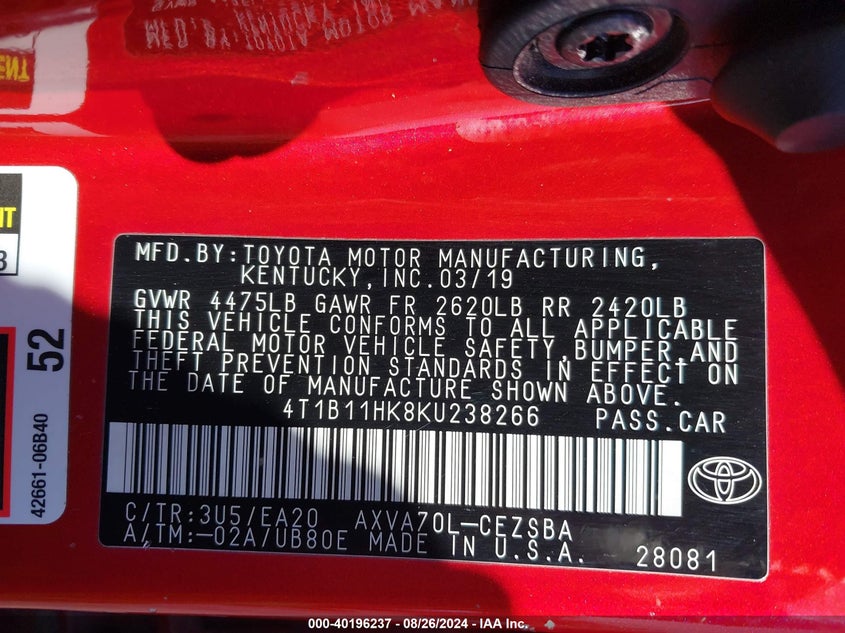 MFD.BY:TOYOTA MOTOR MANUFACTURING,
KENTUCKY,INC.03/19
GVWR 4475LB GAWR FR 2620LB RR 2420LB
THIS VEHICLE CONFORMS TO ALL APPLICABLE
FEDERAL MOTOR VEHICLE SAFETY,BUMPER,AND
THEFT PREVENTION STANDARDS IN EFFECT ON
THE DATE OF MANUFACTURE SHOWN ABOVE.
4T1B11HK8KU238266 PASS.CAR
C/TR:3U5/EA20 AXVA70L-CEZSBA
A/TM:-02A/UB80E MADE IN U.S.A. 28081
52
42661-06B40
000-40196237 - 08/26/2024 - IAA Inc.